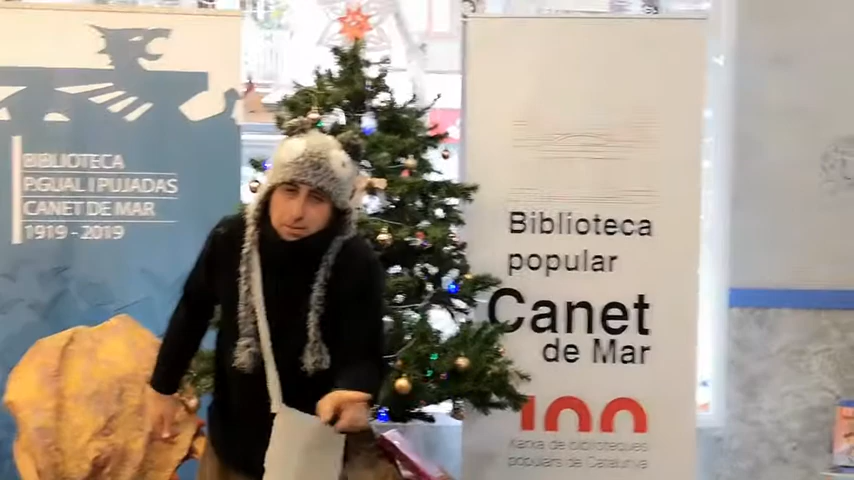 BIBLIOTECA
P. GUAL I PUJADAS
CANET DE MAR
1919 - 2019
Biblioteca
popular
Canet
de Mar
100
Xarxa de Biblioteques
populars de Catalunya